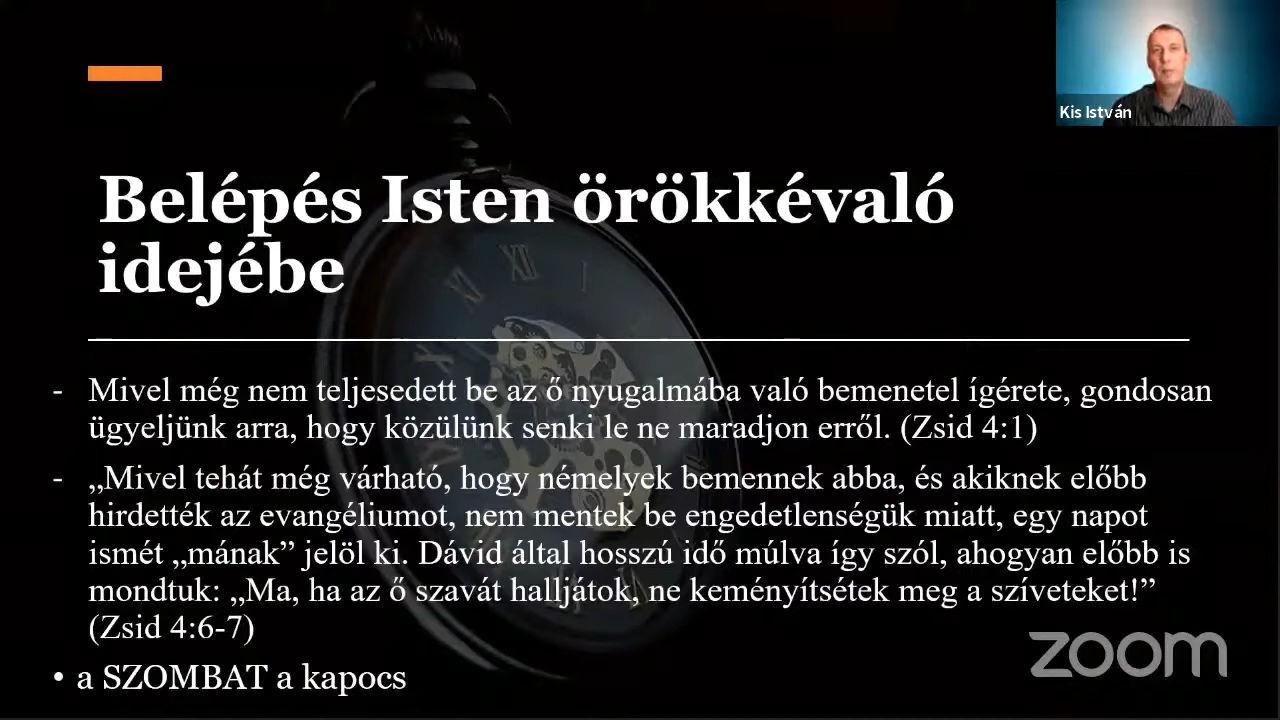 Kis István
Belépés Isten örökkévaló
idejébe
- Mivel még nem teljesedett be az ő nyugalmába való bemenetel ígérete, gondosan
ügyeljünk arra, hogy közülünk senki le ne maradjon erről. (Zsid 4:1)
- „Mivel tehát még várható, hogy némelyek bemennek abba, és akiknek előbb
hirdették az evangéliumot, nem mentek be engedetlenségük miatt, egy napot
ismét „mának” jelöl ki. Dávid által hosszú idő múlva így szól, ahogyan előbb is
mondtuk: „Ma, ha az ő szavát halljátok, ne keményítsétek meg a szíveteket!”
(Zsid 4:6-7)
• a SZOMBAT a kapocs
zoom